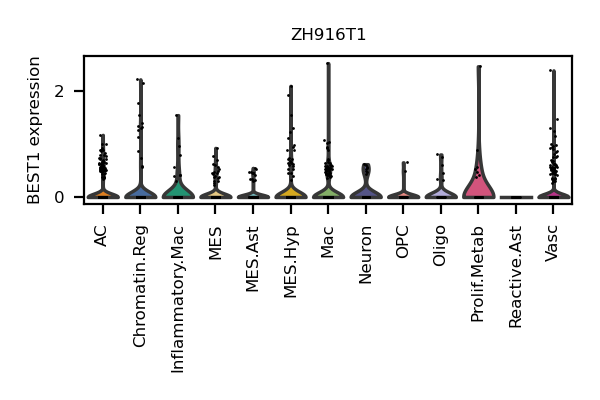 ZH916T1
BEST1 expression
2
0
AC
Chromatin.Reg
Inflammatory.Mac
MES
MES.Ast
MES.Hyp
Mac
Neuron
OPC
Oligo
Prolif.Metab
Reactive.Ast
Vasc